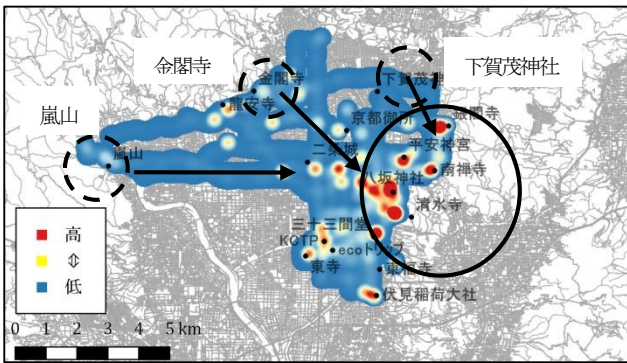 金閣寺
下賀茂神社
嵐山
金閣寺
下賀茂神
龍安寺
京都御所
銀閣寺
平安神宮
嵐山
二条城
南禅寺
八坂神社
清水寺
三十三間堂
KCTP
ecoトリップ
東寺
東福寺
伏見稲荷大社
高
⇕
低
0 1 2 3 4 5 km